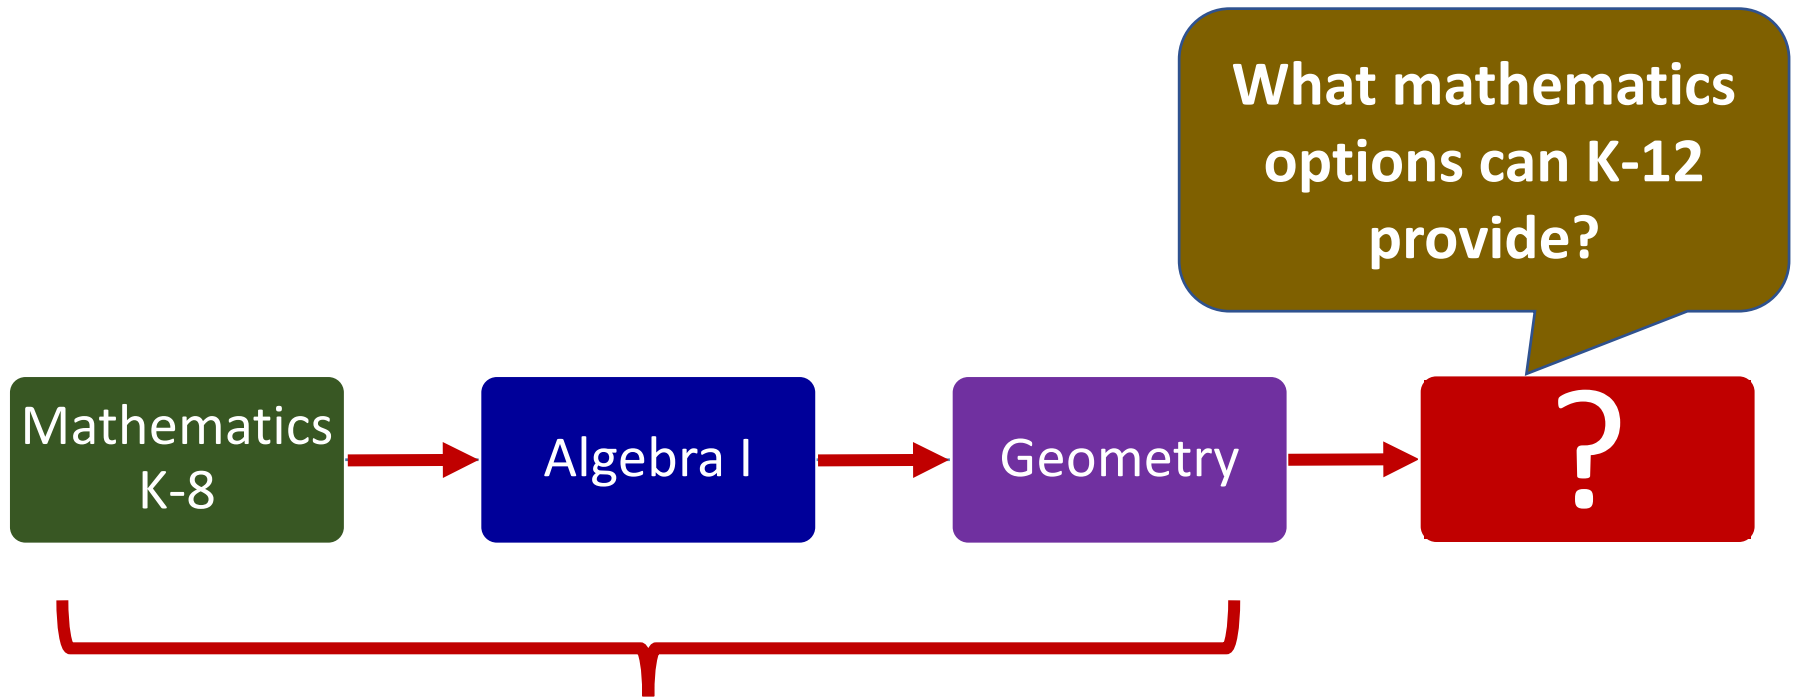 What mathematics
options can K-12
provide?
Mathematics
K-8
Algebra I
Geometry
?